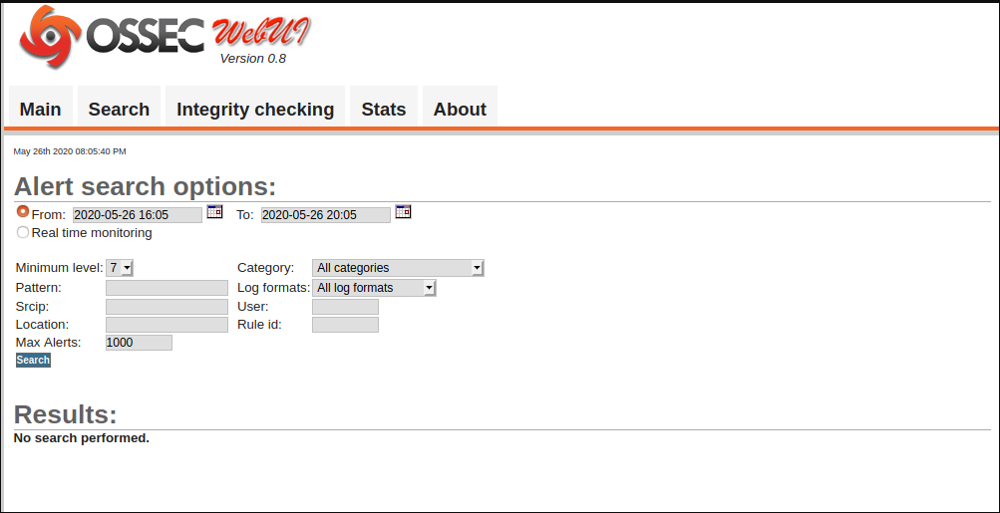 OSSEC WebUI
Version 0.8
Main Search Integrity checking Stats About
May 26th 2020 08:05:40 PM
Alert search options:
From: 2020-05-26 16:05 To: 2020-05-26 20:05
Real time monitoring
Minimum level: 7 Category: All categories
Pattern: Log formats: All log formats
Srcip: User:
Location: Rule id:
Max Alerts: 1000
Search
Results:
No search performed.